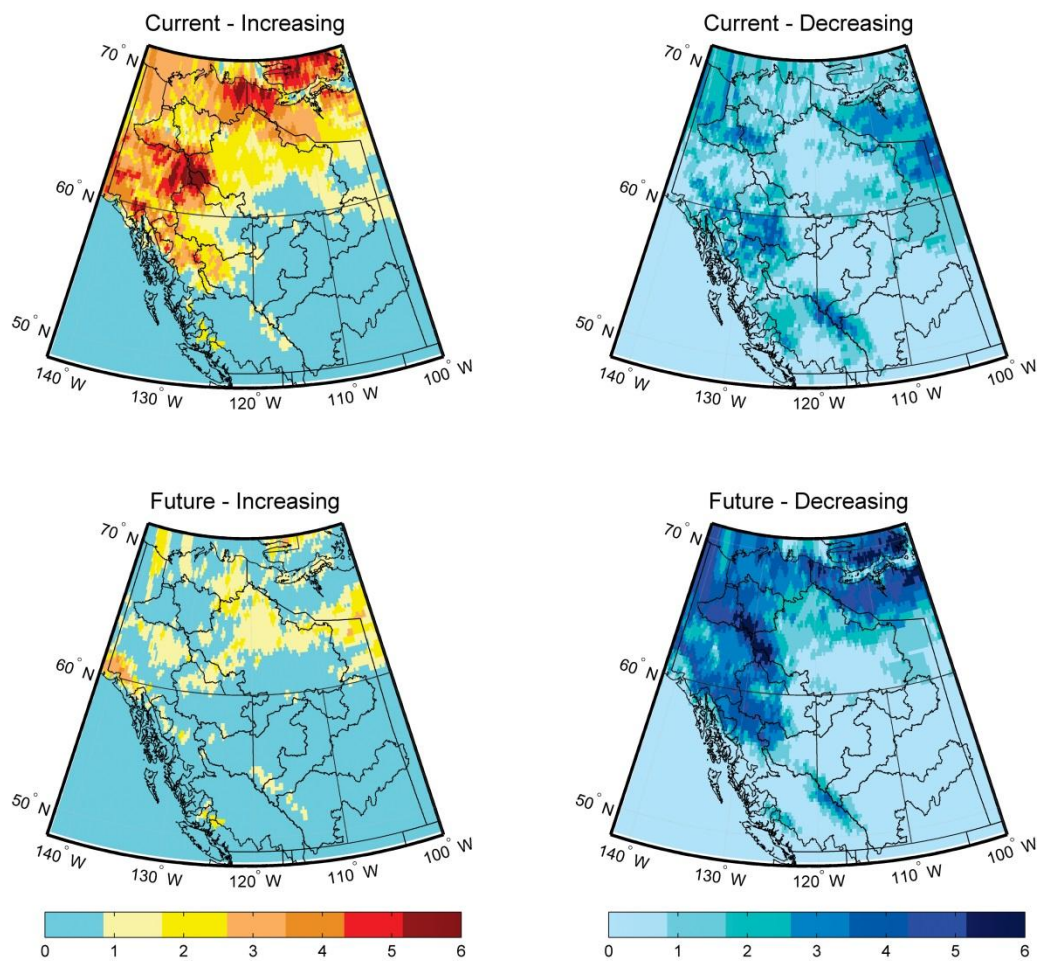 Current - Increasing
Current - Decreasing
70° N
60° N
50° N
140° W
130° W
120° W
110° W
100° W
70° N
60° N
50° N
140° W
130° W
120° W
110° W
100° W
Future - Increasing
Future - Decreasing
70° N
60° N
50° N
140° W
130° W
120° W
110° W
100° W
70° N
60° N
50° N
140° W
130° W
120° W
110° W
100° W
0 1 2 3 4 5 6
0 1 2 3 4 5 6